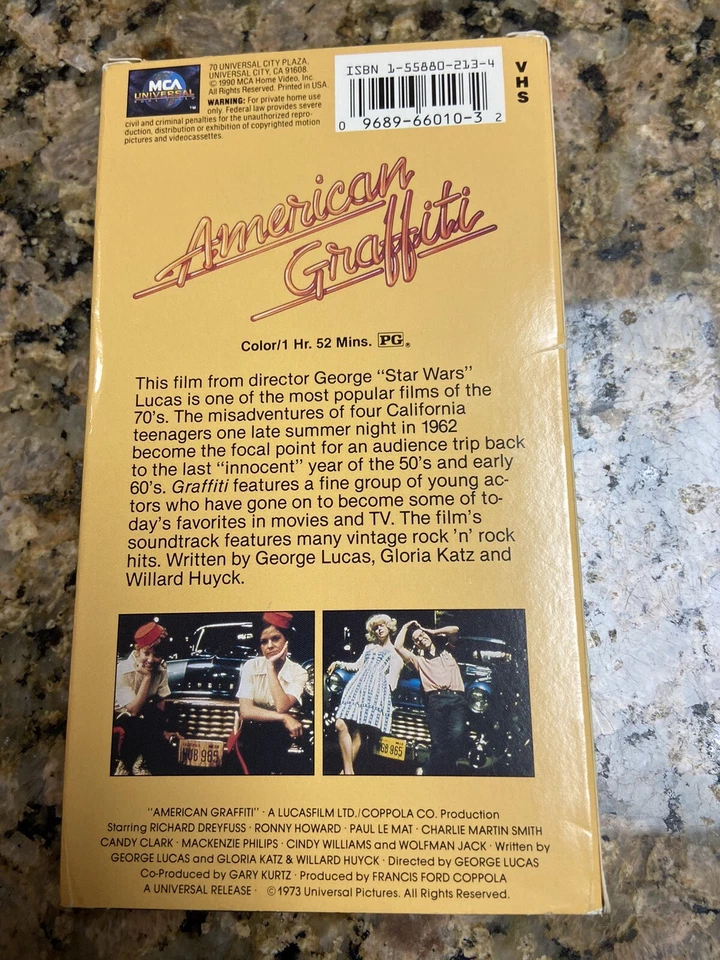 MCA
UNIVERSAL
70 UNIVERSAL CITY PLAZA,
UNIVERSAL CITY, CA 91608.
© 1990 MCA Home Video, Inc.
All Rights Reserved. Printed in USA.
WARNING: For private home use
only. Federal law provides severe
civil and criminal penalties for the unauthorized repro-
duction, distribution or exhibition of copyrighted motion
pictures and videocassettes.
ISBN 1-55880-213-4
0 9689-66010-3 2
VHS
American
Graffiti
Color/1 Hr. 52 Mins. PG®
This film from director George "Star Wars"
Lucas is one of the most popular films of the
70's. The misadventures of four California
teenagers one late summer night in 1962
become the focal point for an audience trip back
to the last "innocent" year of the 50's and early
60's. Graffiti features a fine group of young ac-
tors who have gone on to become some of to-
day's favorites in movies and TV. The film's
soundtrack features many vintage rock 'n' rock
hits. Written by George Lucas, Gloria Katz and
Willard Huyck.
985
G8 965
"AMERICAN GRAFFITI" · A LUCASFILM LTD./COPPOLA CO. Production
Starring RICHARD DREYFUSS · RONNY HOWARD · PAUL LE MAT · CHARLIE MARTIN SMITH
CANDY CLARK · MACKENZIE PHILIPS · CINDY WILLIAMS and WOLFMAN JACK · Written by
GEORGE LUCAS and GLORIA KATZ & WILLARD HUYCK · Directed by GEORGE LUCAS
Co-Produced by GARY KURTZ · Produced by FRANCIS FORD COPPOLA
A UNIVERSAL RELEASE · ©1973 Universal Pictures. All Rights Reserved.